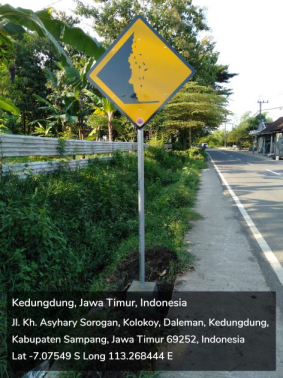 Kedungdung, Jawa Timur, Indonesia
Jl. Kh. Asyhary Sorogan, Kolokoy, Daleman, Kedungdung,
Kabupaten Sampang, Jawa Timur 69252, Indonesia
Lat -7.07549 S Long 113.268444 E